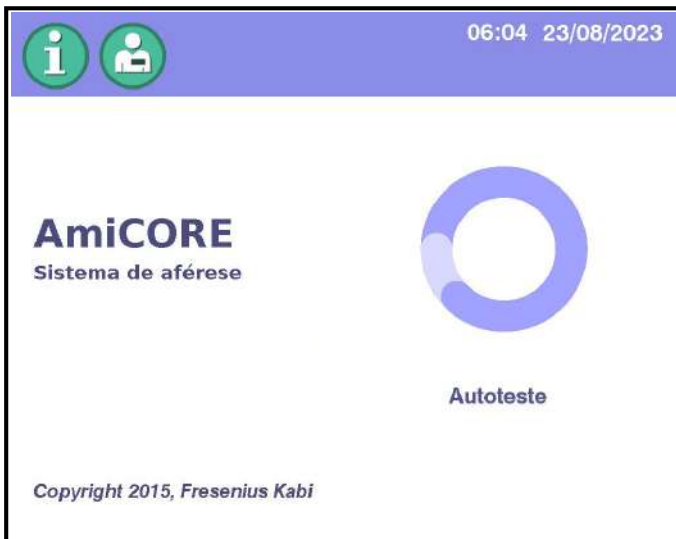 06:04 23/08/2023
AmiCORE
Sistema de aférese
Autoteste
Copyright 2015, Fresenius Kabi